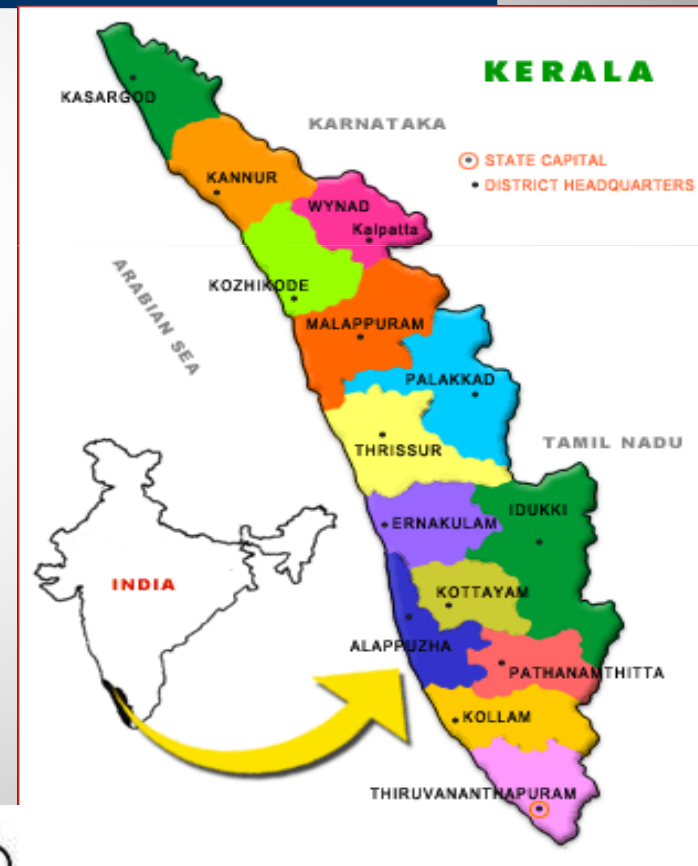 KERALA
KASARGOD
KARNATAKA
STATE CAPITAL
DISTRICT HEADQUARTERS
KANNUR
WYNAD
Kalpatta
ARABIAN SEA
KOZHIKODE
MALAPPURAM
PALAKKAD
THRISSUR
TAMIL NADU
IDUKKI
ERNAKULAM
INDIA
KOTTAYAM
ALAPPUZHA
PATHANAMTHITTA
KOLLAM
THIRUVANANTHAPURAM